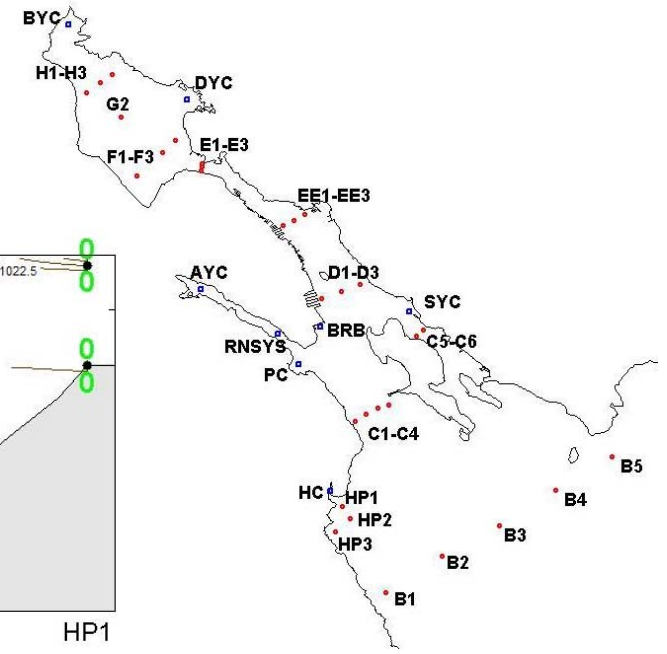 BYC
H1-H3
DYC
G2
F1-F3
E1-E3
EE1-EE3
0
1022.5
0
AYC
D1-D3
SYC
BRB
C5-C6
RNSYS
0
PC
0
C1-C4
B5
HC
HP1
B4
HP2
B3
HP3
B2
B1
HP1